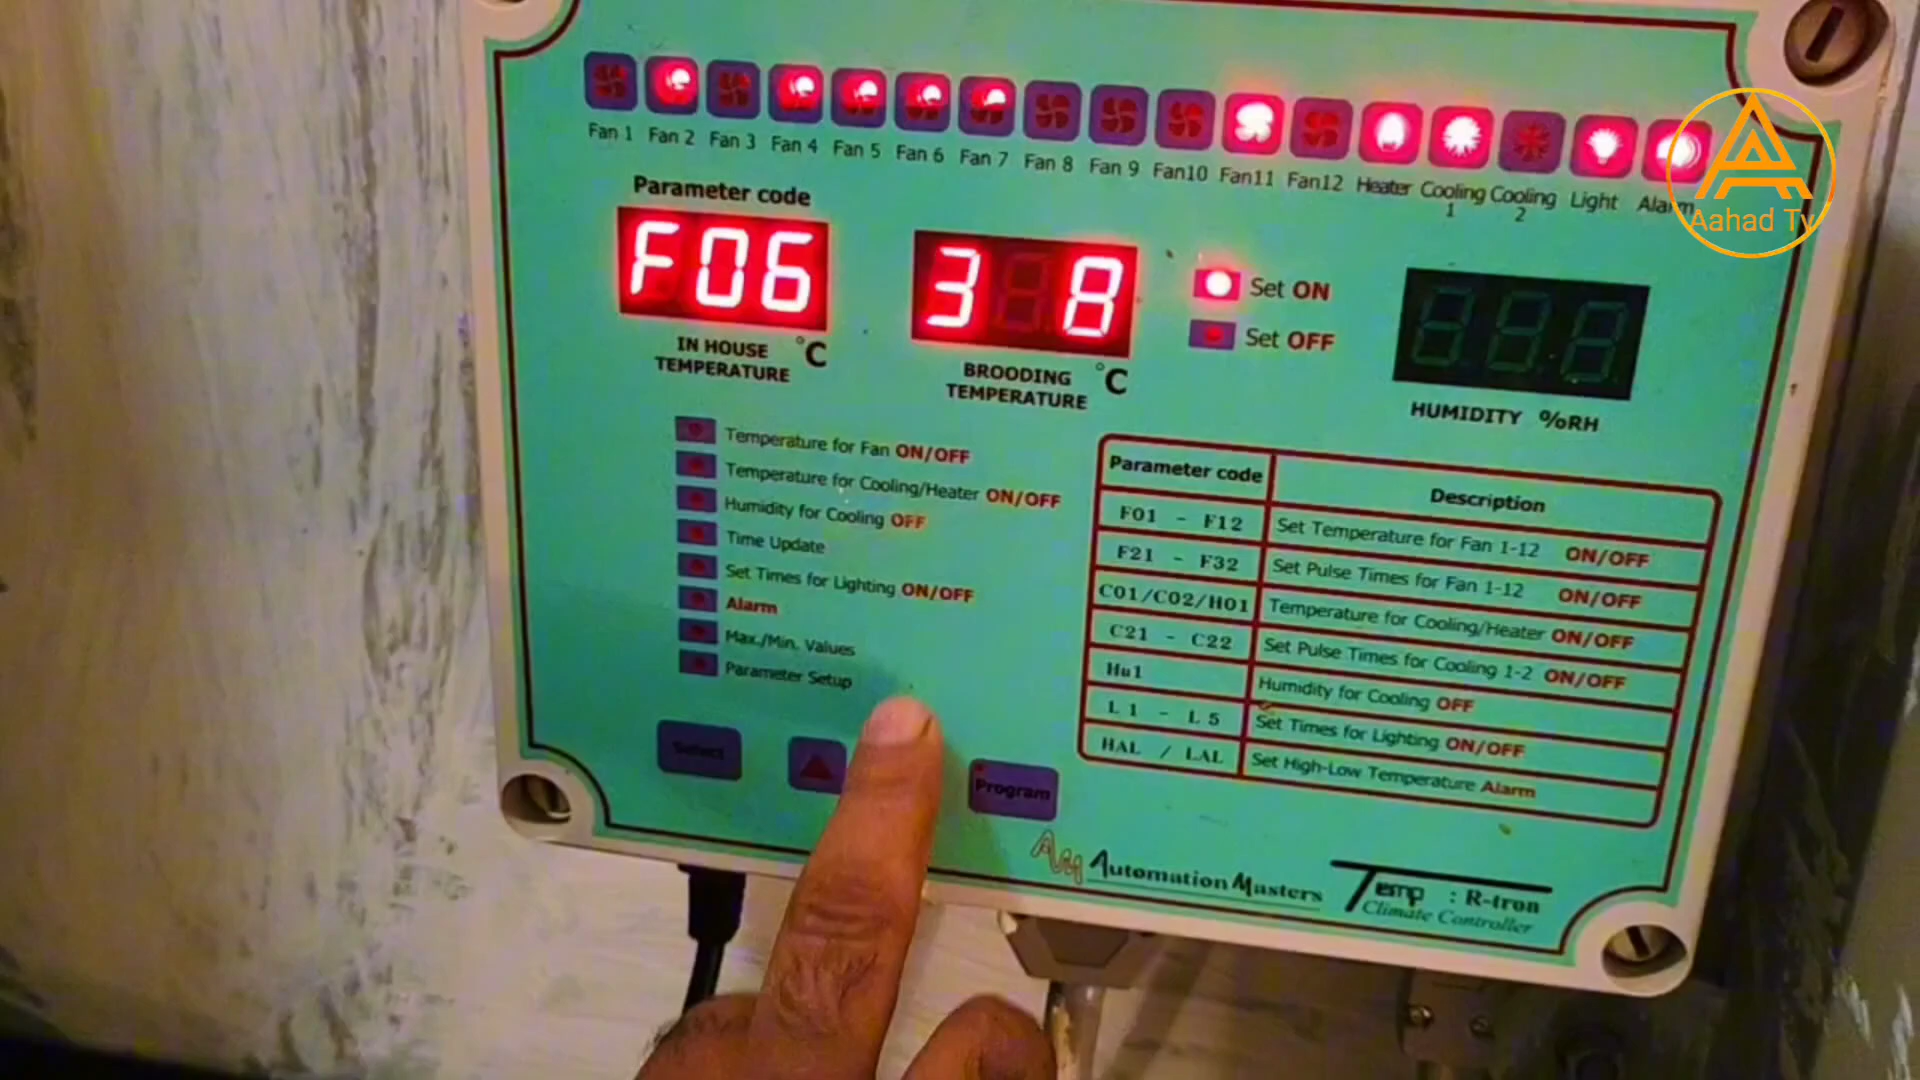 Fan 1 Fan 2 Fan 3 Fan 4 Fan 5 Fan 6 Fan 7 Fan 8 Fan 9 Fan10 Fan11 Fan12 Heater Cooling 1 Cooling 2 Light Alarm
Aahad Tv
Parameter code
F06
IN HOUSE TEMPERATURE °C
3 8
BROODING TEMPERATURE °C
Set ON
Set OFF
HUMIDITY %RH
Temperature for Fan ON/OFF
Temperature for Cooling/Heater ON/OFF
Humidity for Cooling OFF
Time Update
Set Times for Lighting ON/OFF
Alarm
Max./Min. Values
Parameter Setup
Select
Program
Parameter code Description
F01 - F12 Set Temperature for Fan 1-12 ON/OFF
F21 - F32 Set Pulse Times for Fan 1-12 ON/OFF
C01/C02/H01 Temperature for Cooling/Heater ON/OFF
C21 - C22 Set Pulse Times for Cooling 1-2 ON/OFF
Hu1 Humidity for Cooling OFF
L 1 - L 5 Set Times for Lighting ON/OFF
HAL / LAL Set High-Low Temperature Alarm
AM Automation Masters
Temp : R-tron
Climate Controller